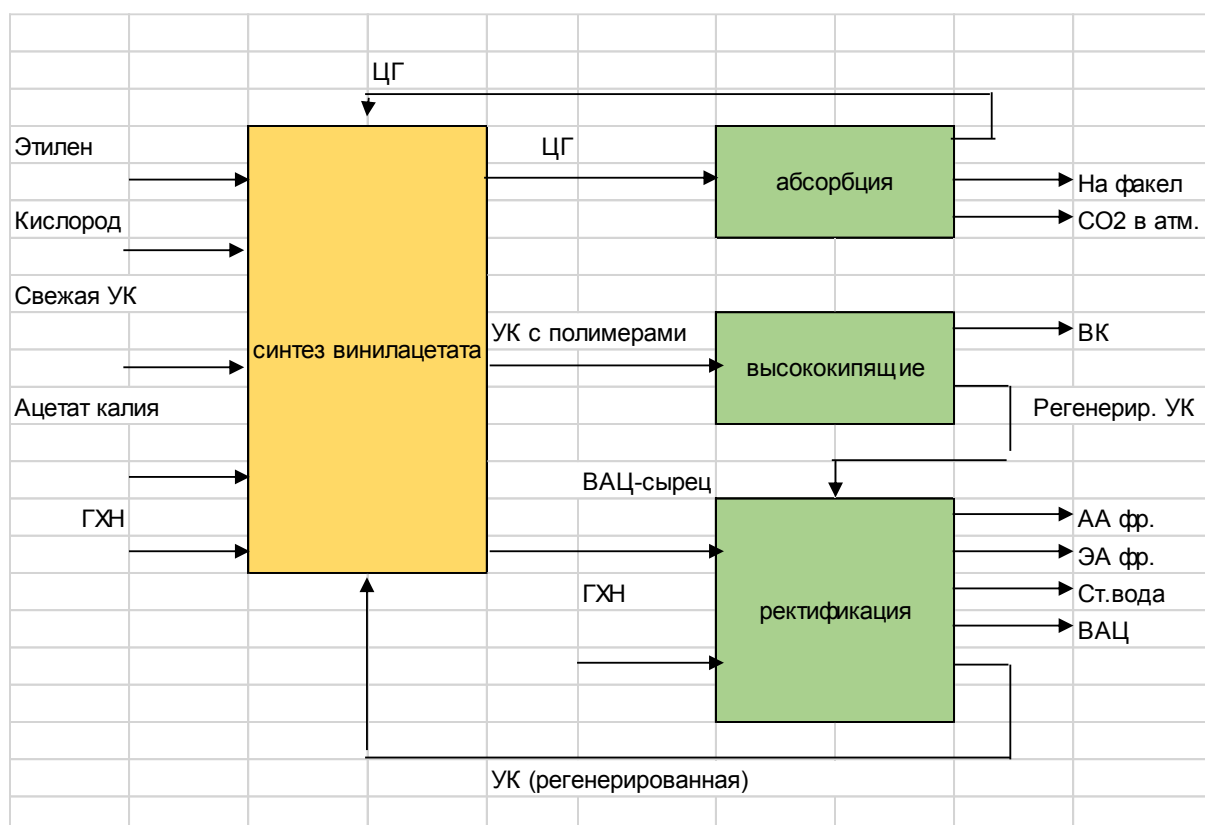 ЦГ
Этилен
ЦГ
абсорбция
На факел
Кислород
СО2 в атм.
Свежая УК
УК с полимерами
ВК
синтез винилацетата
высококипящие
Ацетат калия
Регенерир. УК
ВАЦ-сырец
ГХН
АА фр.
ЭА фр.
ГХН
Ст.вода
ректификация
ВАЦ
УК (регенерированная)